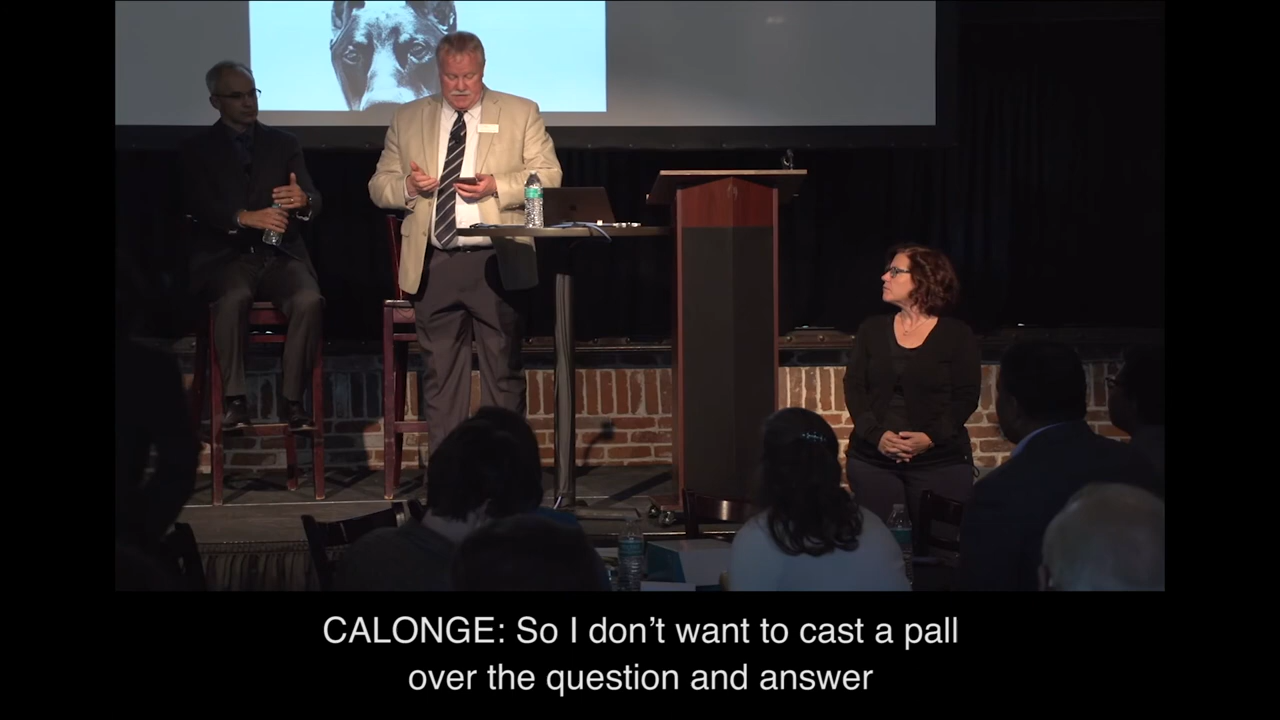 CALONGE: So I don’t want to cast a pall
over the question and answer